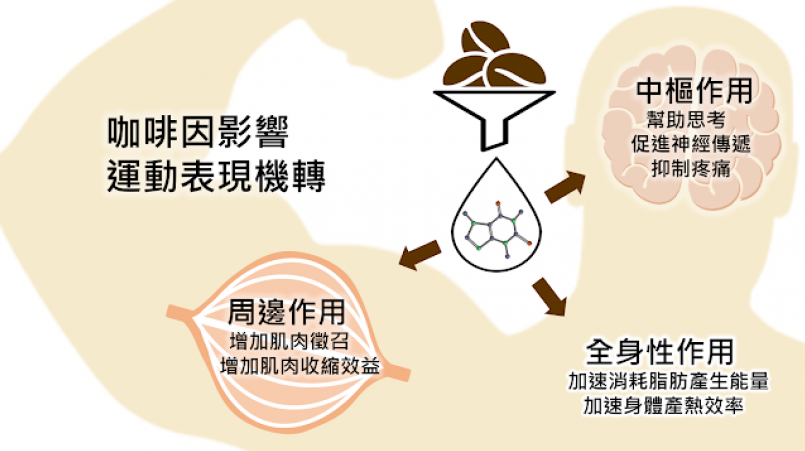 咖啡因影響
運動表現機轉
中樞作用
幫助思考
促進神經傳遞
抑制疼痛
周邊作用
增加肌肉徵召
增加肌肉收縮效益
全身性作用
加速消耗脂肪產生能量
加速身體產熱效率